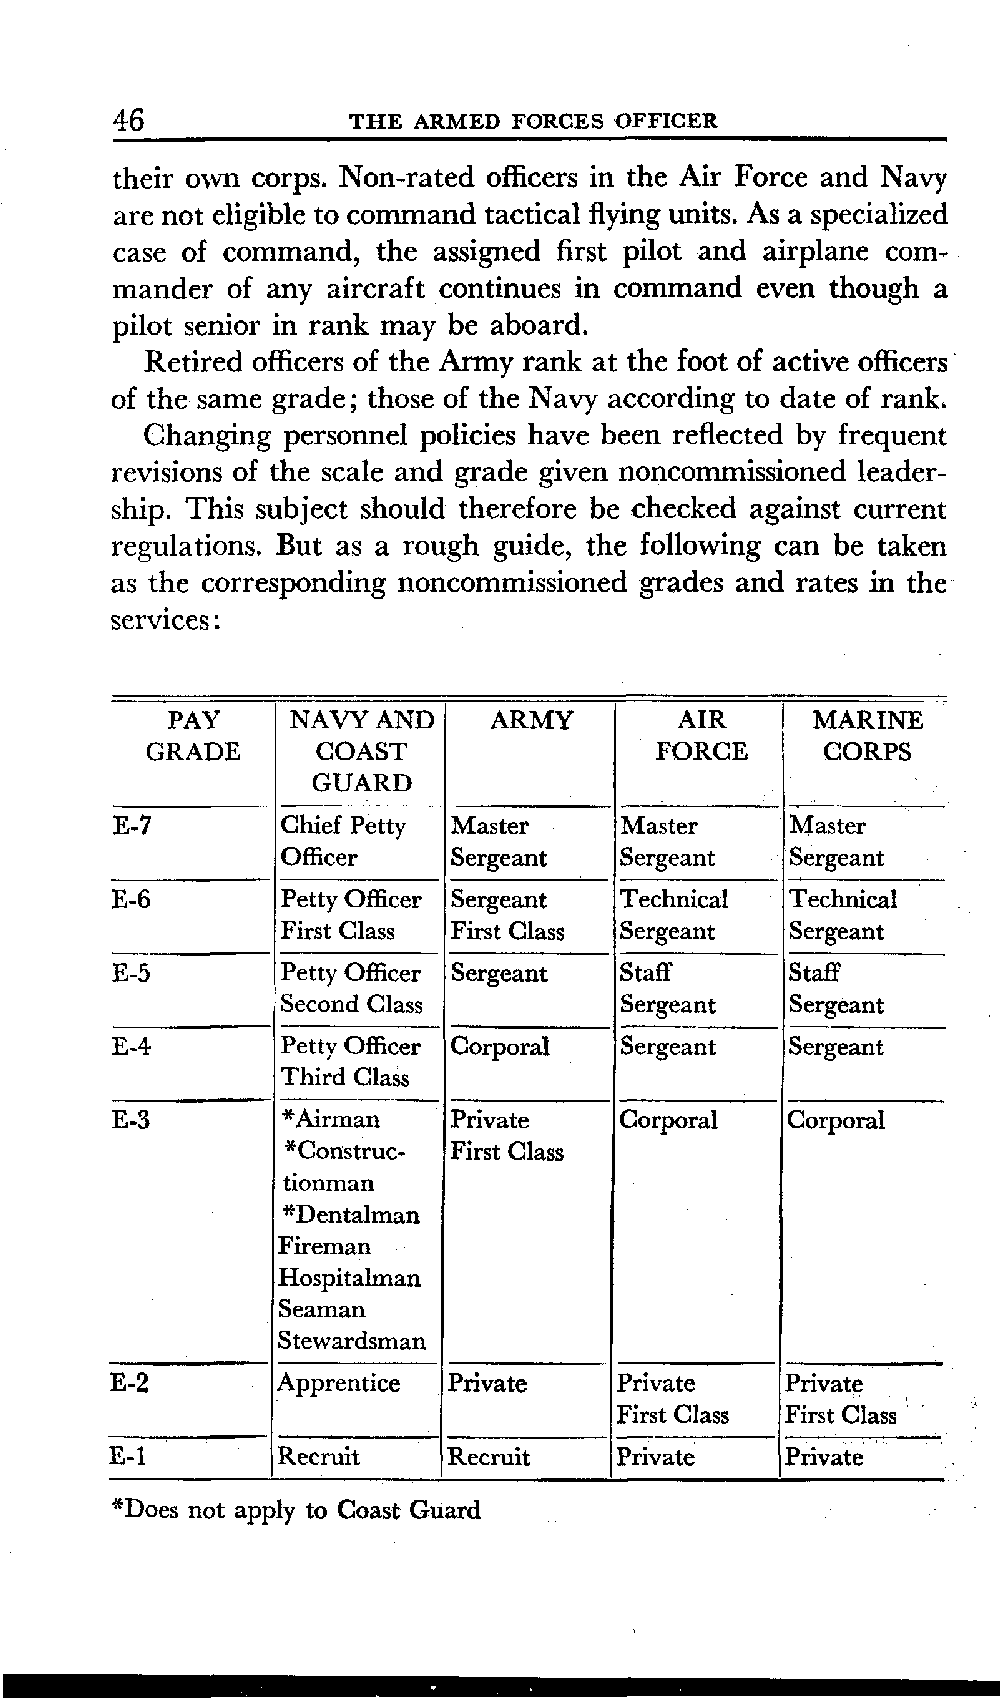 46 THE ARMED FORCES OFFICER
their own corps. Non-rated officers in the Air Force and Navy
are not eligible to command tactical flying units. As a specialized
case of command, the assigned first pilot and airplane com-
mander of any aircraft continues in command even though a
pilot senior in rank may be aboard.
Retired officers of the Army rank at the foot of active officers
of the same grade; those of the Navy according to date of rank.
Changing personnel policies have been reflected by frequent
revisions of the scale and grade given noncommissioned leader-
ship. This subject should therefore be checked against current
regulations. But as a rough guide, the following can be taken
as the corresponding noncommissioned grades and rates in the
services:
PAY NAVY AND ARMY AIR MARINE
GRADE COAST FORCE CORPS
GUARD
E-7 Chief Petty Master Master Master
Officer Sergeant Sergeant Sergeant
E-6 Petty Officer Sergeant Technical Technical
First Class First Class Sergeant Sergeant
E-5 Petty Officer Sergeant Staff Staff
Second Class Sergeant Sergeant
E-4 Petty Officer Corporal Sergeant Sergeant
Third Class
E-3 *Airman Private Corporal Corporal
*Construc- First Class
tionman
*Dentalman
Fireman
Hospitalman
Seaman
Stewardsman
E-2 Apprentice Private Private Private
First Class First Class
E-1 Recruit Recruit Private Private
*Does not apply to Coast Guard